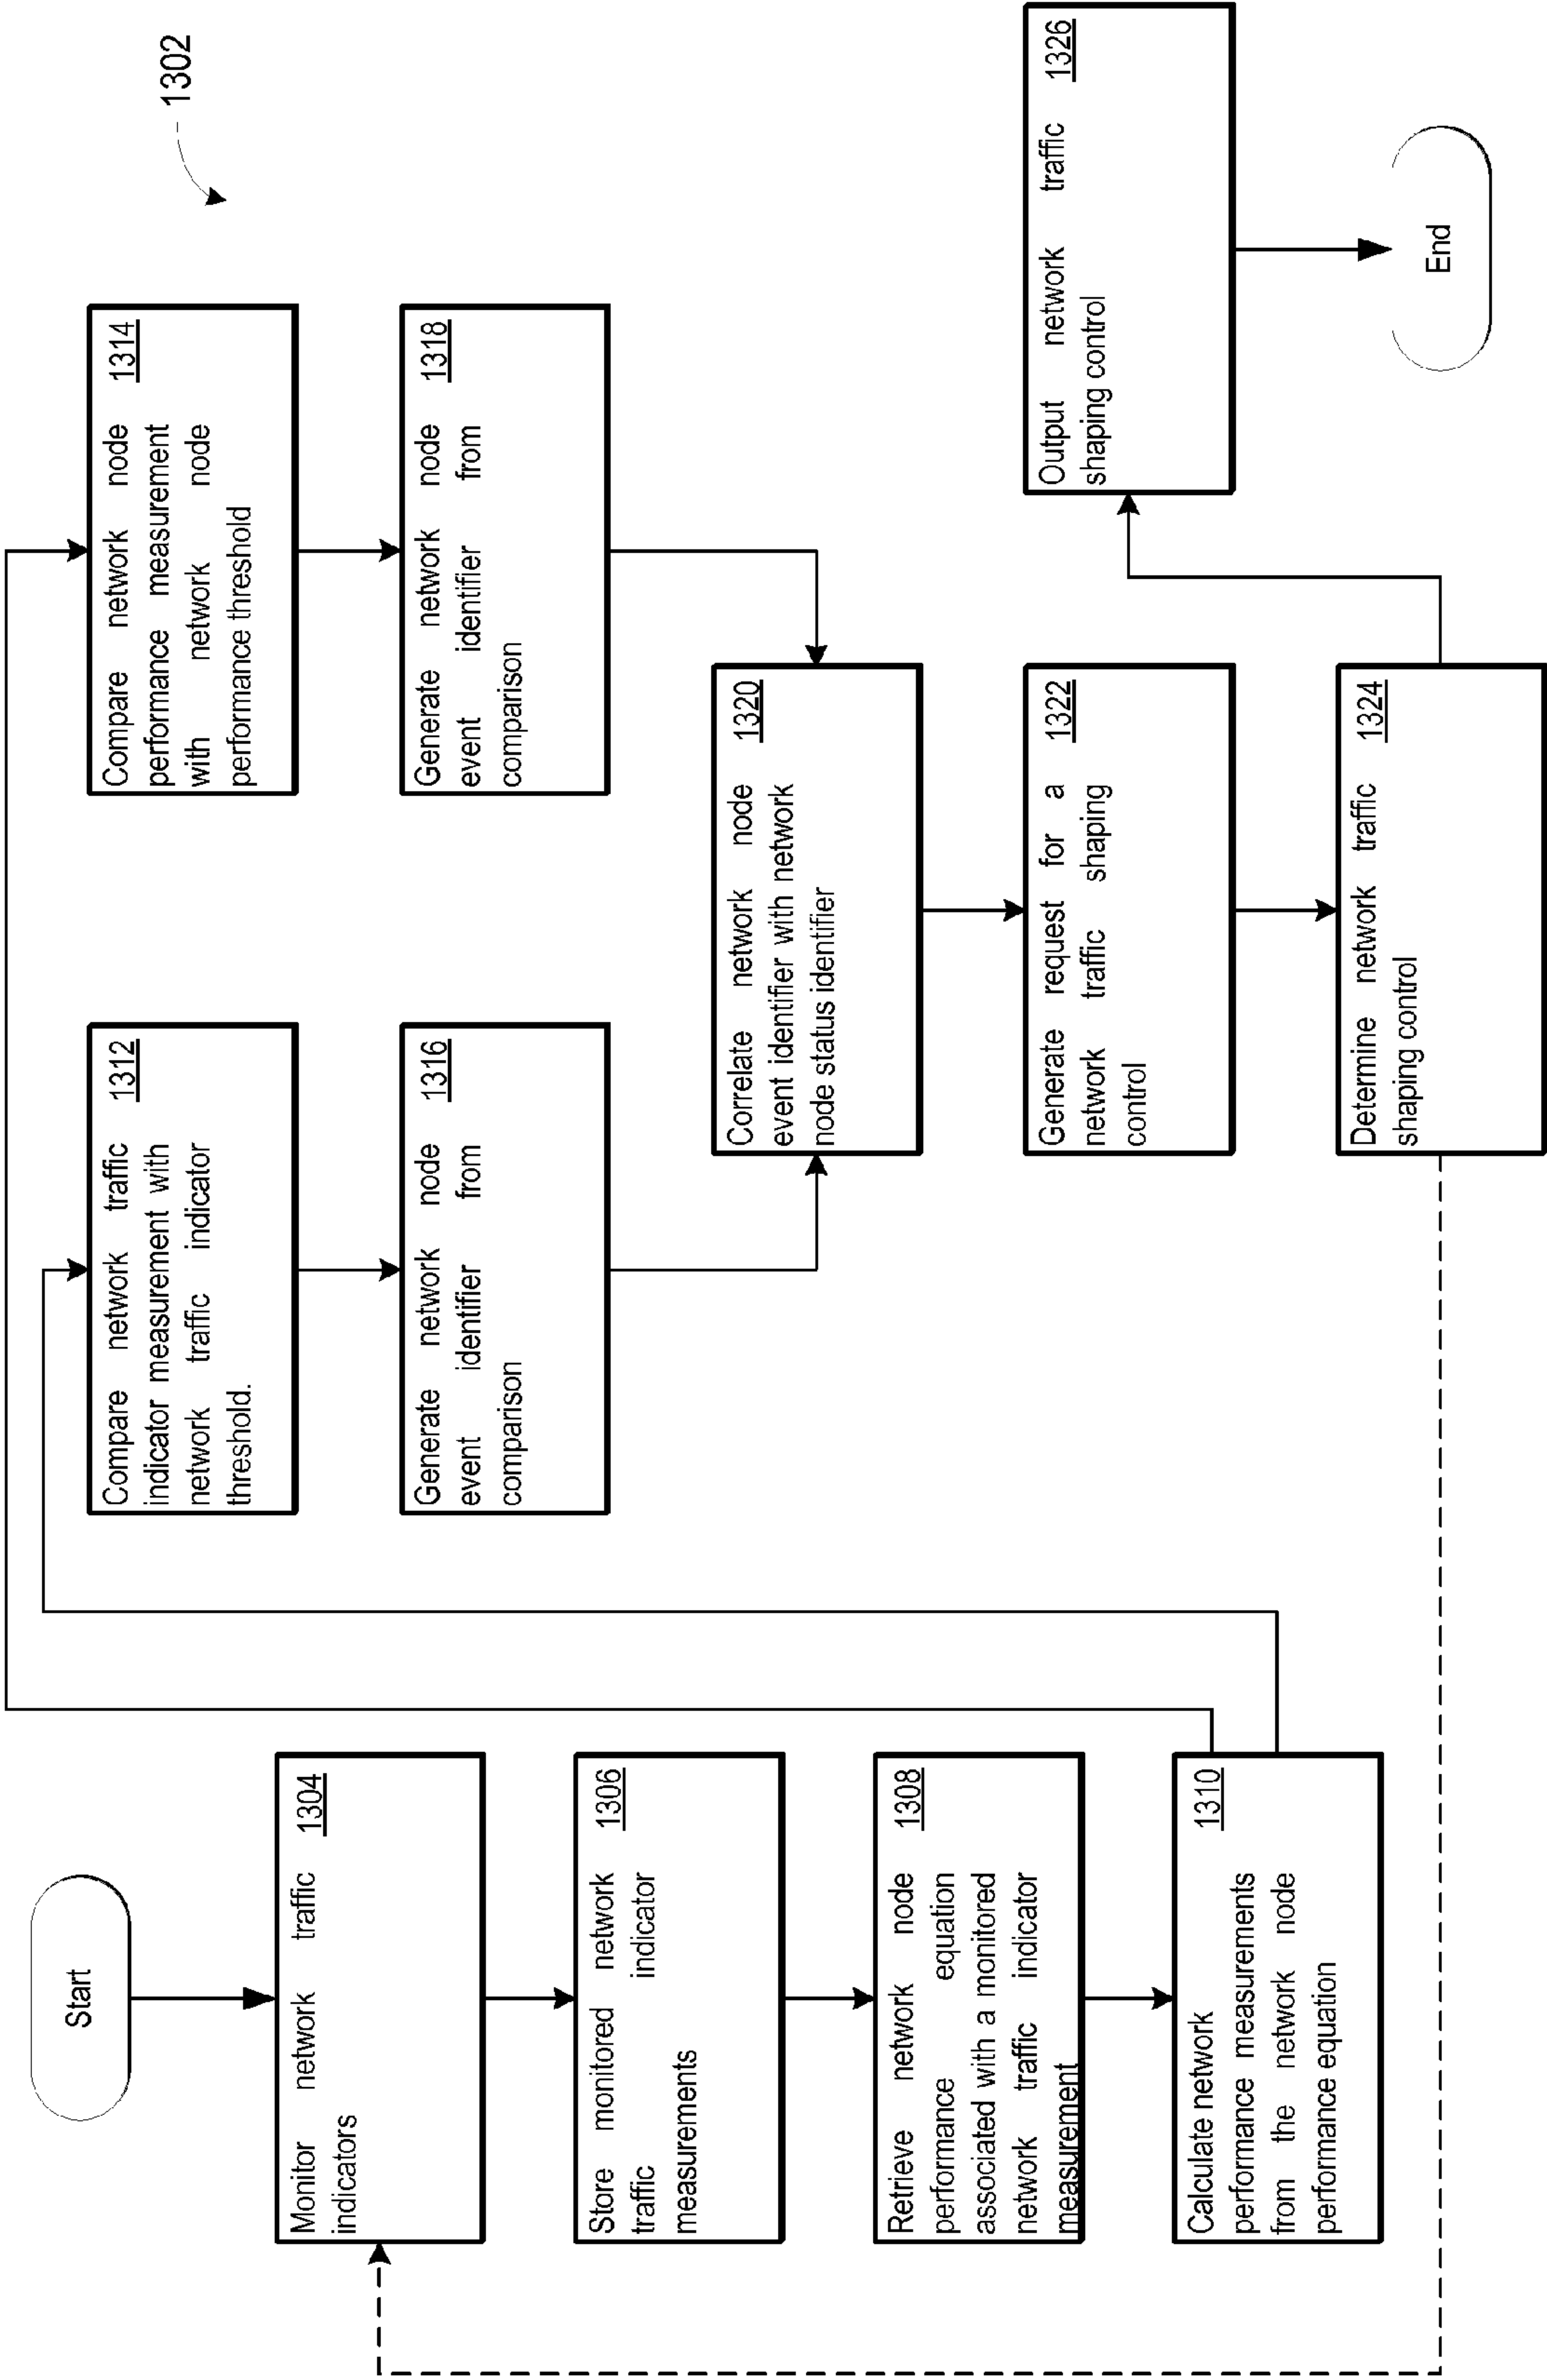 1302
Start
Monitor network traffic 1304
indicators
Store monitored network 1306
traffic indicator
measurements
Retrieve network node 1308
performance equation
associated with a monitored
network traffic indicator
measurement
Calculate network 1310
performance measurements
from the network node
performance equation
Compare network traffic 1312
indicator measurement with
network traffic indicator
threshold.
Compare network node 1314
performance measurement
with network node
performance threshold
Generate network node 1316
event identifier from
comparison
Generate network node 1318
event identifier from
comparison
Correlate network node 1320
event identifier with network
node status identifier
Generate request for a 1322
network traffic shaping
control
Determine network traffic 1324
shaping control
Output network traffic 1326
shaping control
End